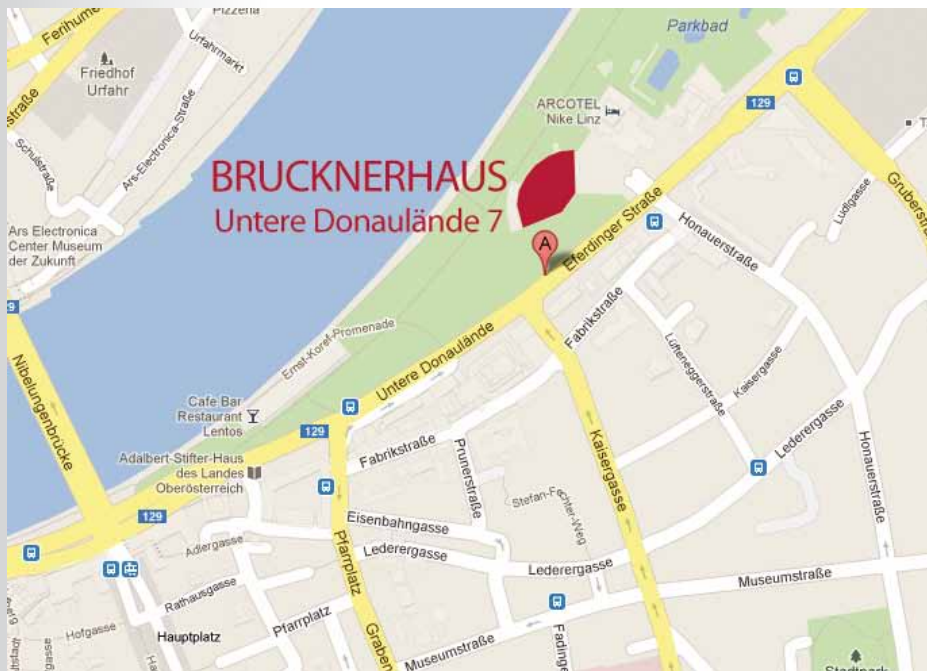 Pizzeria
Ferihume
Urfahrmarkt
Friedhof
Urfahr
straße
Schulstraße
Ars-Electronica-Straße
Ars Electronica
Center Museum
der Zukunft
Parkbad
129
ARCOTEL
Nike Linz
BRUCKNERHAUS
Untere Donaulände 7
A
Eferdinger Straße
Honauerstraße
Ludlgasse
Gruberstraße
Nibelungenbrücke
Ernst-Koref-Promenade
Untere Donaulände
Fabrikstraße
Lüfteneggerstraße
Kaisergasse
Cafe Bar
Restaurant
Lentos
129
Adalbert-Stifter-Haus
des Landes
Oberösterreich
Fabrikstraße
Prunerstraße
Kaisergasse
Lederergasse
Honauerstraße
Stefan-Fechter-Weg
129
Adlergasse
Eisenbahngasse
Lederergasse
Lederergasse
Pfarrplatz
Rathausgasse
Museumstraße
Hofgasse
Hauptplatz
Pfarrplatz
Graben
Museumstraße
Fadinge
Stadtpark